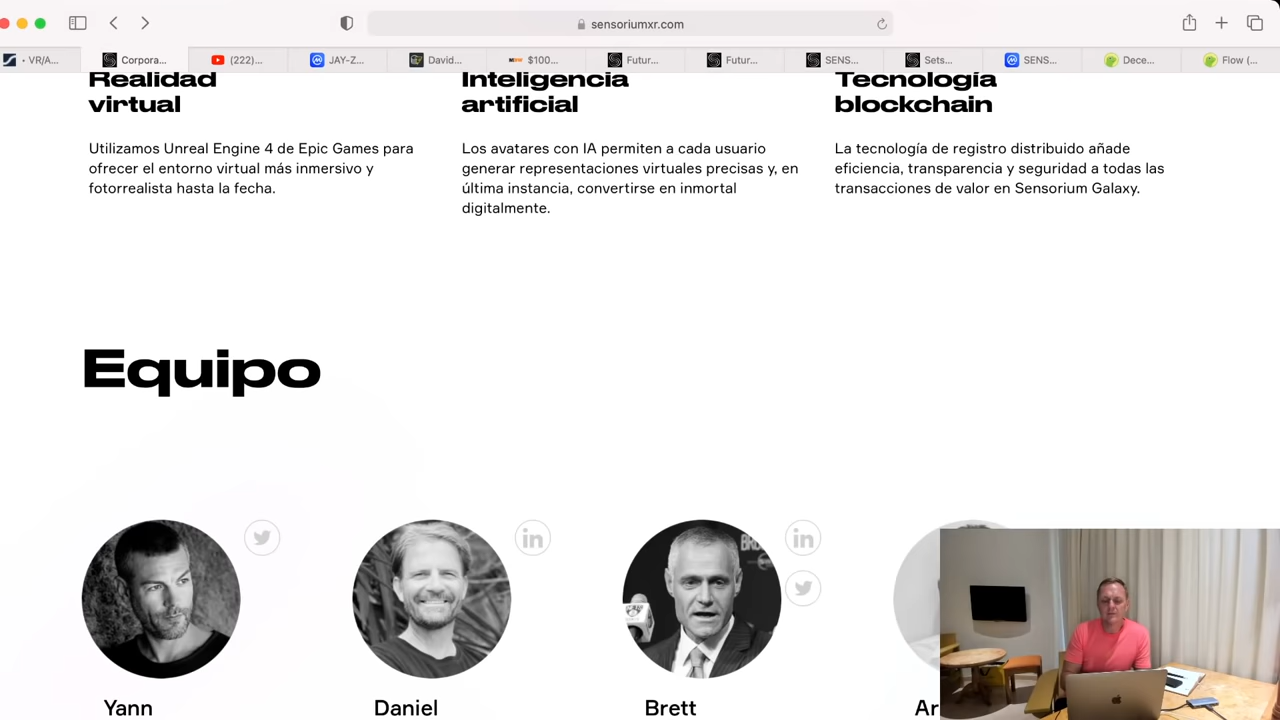 sensoriumxr.com
• VR/A...
Corpora...
(222)...
JAY-Z...
David...
$100...
Futur...
Futur...
SENS...
Sets...
SENS...
Dece...
Flow (...
Realidad
virtual
Utilizamos Unreal Engine 4 de Epic Games para
ofrecer el entorno virtual más inmersivo y
fotorrealista hasta la fecha.
Inteligencia
artificial
Los avatares con IA permiten a cada usuario
generar representaciones virtuales precisas y, en
última instancia, convertirse en inmortal
digitalmente.
Tecnología
blockchain
La tecnología de registro distribuido añade
eficiencia, transparencia y seguridad a todas las
transacciones de valor en Sensorium Galaxy.
Equipo
in
in
Yann
Daniel
Brett
Ar